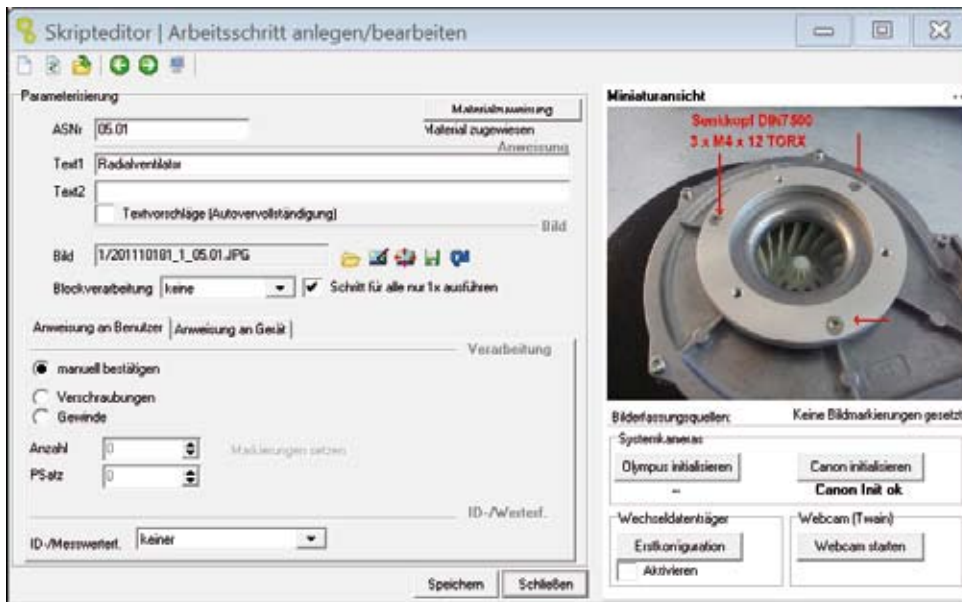 Skripteditor | Arbeitsschritt anlegen/bearbeiten
Parameterisierung
Materialzuweisung
ASNr 05.01
Material zugewiesen
Anweisung
Text1 Radialventilator
Text2
Textvorschläge (Autovervollständigung)
Bild
Bild 1/201110181_1_05.01.JPG
Blockverarbeitung keine
Schritt für alle nur 1x ausführen
Anweisung an Benutzer
Anweisung an Gerät
Verarbeitung
manuell bestätigen
Verschraubungen
Gewinde
Anzahl 0
Markierungen setzen
PSatz 0
ID-/Westerf.
ID-/Messwerterf. keiner
Speichern
Schließen
Miniaturansicht
--
Senkkopf DIN7500
3 x M4 x 12 TORX
Bilderfassungsquellen:
Keine Bildmarkierungen gesetzt
Systemkameras
Olympus initialisieren
Canon initialisieren
--
Canon Init ok
Wechseldatenträger
Webcam (Twain)
Erstkonfiguration
Webcam starten
Aktivieren